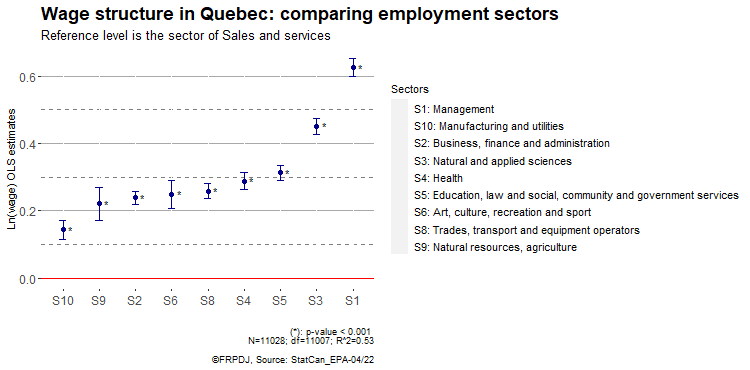 Wage structure in Quebec: comparing employment sectors
Reference level is the sector of Sales and services
Ln(wage) OLS estimates
0.6
0.4
0.2
0.0
*
*
*
*
*
*
*
*
*
S10 S9 S2 S6 S8 S4 S5 S3 S1
Sectors
S1: Management
S10: Manufacturing and utilities
S2: Business, finance and administration
S3: Natural and applied sciences
S4: Health
S5: Education, law and social, community and government services
S6: Art, culture, recreation and sport
S8: Trades, transport and equipment operators
S9: Natural resources, agriculture
(*): p-value < 0.001
N=11028; df=11007; R^2=0.53
©FRPDJ, Source: StatCan_EPA-04/22